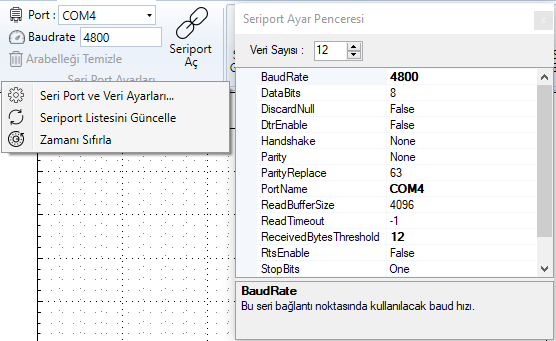 Port : COM4
Baudrate 4800
Arabelleği Temizle
Seri Port Ayarları
Seriport
Aç
Seri Port ve Veri Ayarları...
Seriport Listesini Güncelle
Zamanı Sıfırla
Seriport Ayar Penceresi
Veri Sayısı : 12
BaudRate 4800
DataBits 8
DiscardNull False
DtrEnable False
Handshake None
Parity None
ParityReplace 63
PortName COM4
ReadBufferSize 4096
ReadTimeout -1
ReceivedBytesThreshold 12
RtsEnable False
StopBits One
BaudRate
Bu seri bağlantı noktasında kullanılacak baud hızı.